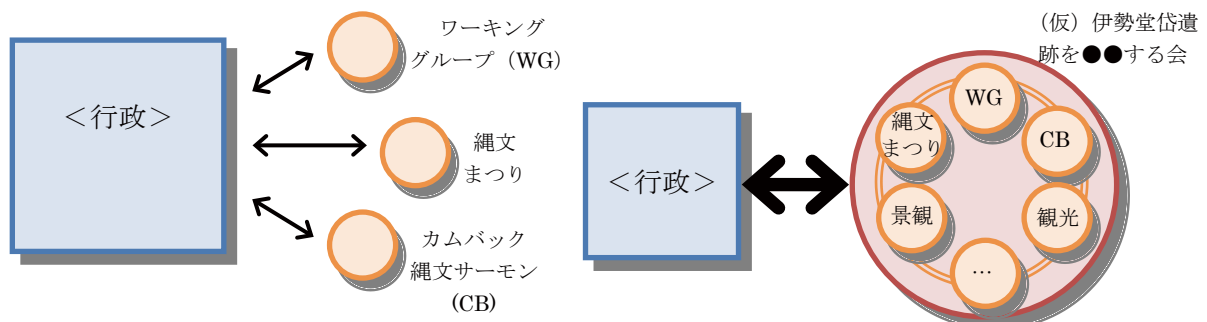 ＜行政＞
ワーキング
グループ（WG）
縄文
まつり
カムバック
縄文サーモン
(CB)
（仮）伊勢堂岱遺
跡を●●する会
＜行政＞
WG
縄文
まつり
CB
景観
観光
…